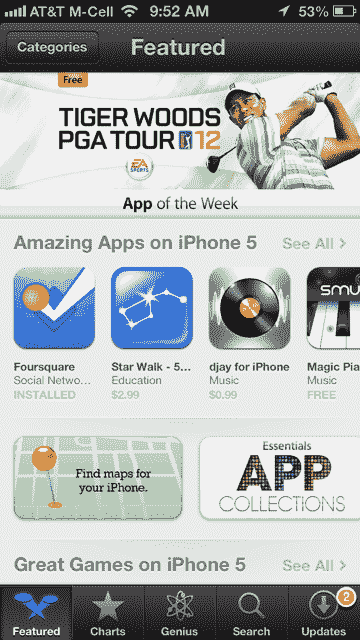 AT&T M-Cell 9:52 AM 53%
Categories Featured
Free
TIGER WOODS
PGA TOUR 12
EA
SPORTS
App of the Week
Amazing Apps on iPhone 5 See All
Foursquare Star Walk - 5... djay for iPhone Magic Pia
Social Netwo... Education Music Music
INSTALLED $2.99 $0.99 FREE
Find maps for
your iPhone.
Essentials
APP
COLLECTIONS
Great Games on iPhone 5 See All
2
Featured Charts Genius Search Updates